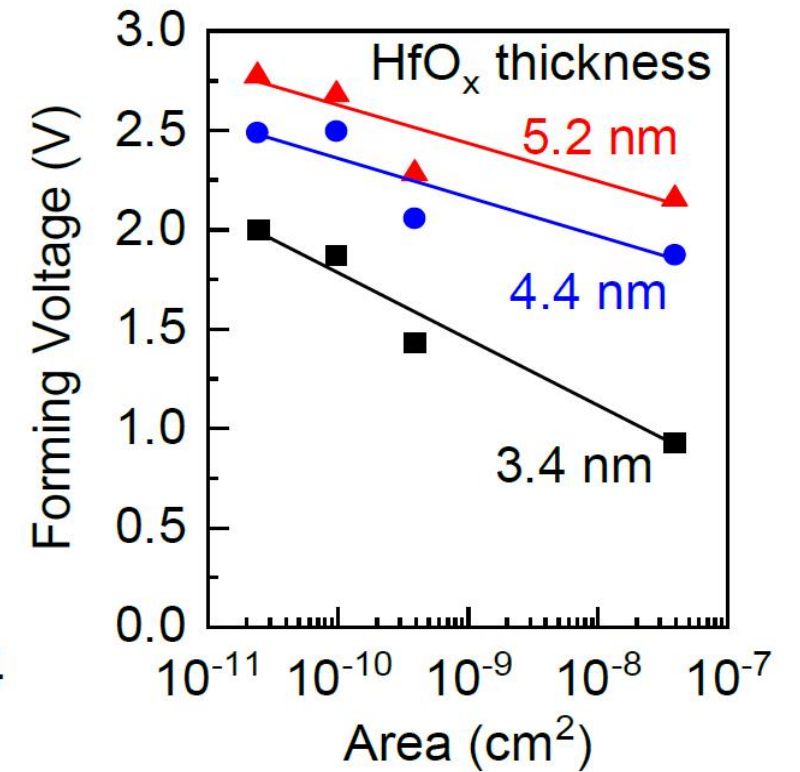 3.0
2.5
2.0
1.5
1.0
0.5
0.0
Forming Voltage (V)
HfOₓ thickness
5.2 nm
4.4 nm
3.4 nm
10⁻¹¹ 10⁻¹⁰ 10⁻⁹ 10⁻⁸ 10⁻⁷
Area (cm²)